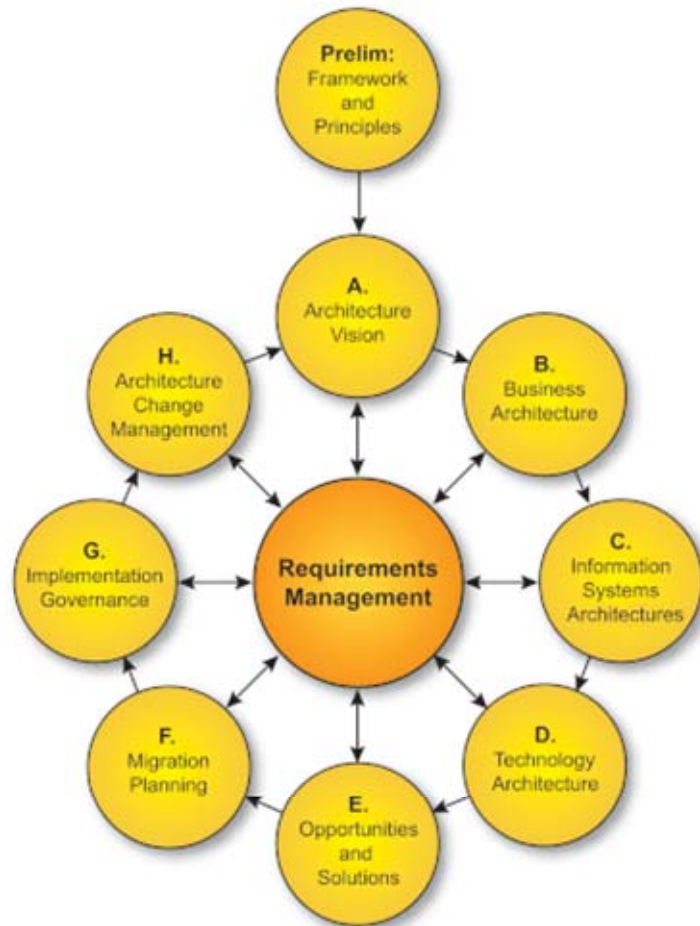 Prelim:
Framework
and
Principles
A.
Architecture
Vision
B.
Business
Architecture
C.
Information
Systems
Architectures
D.
Technology
Architecture
E.
Opportunities
and
Solutions
F.
Migration
Planning
G.
Implementation
Governance
H.
Architecture
Change
Management
Requirements
Management